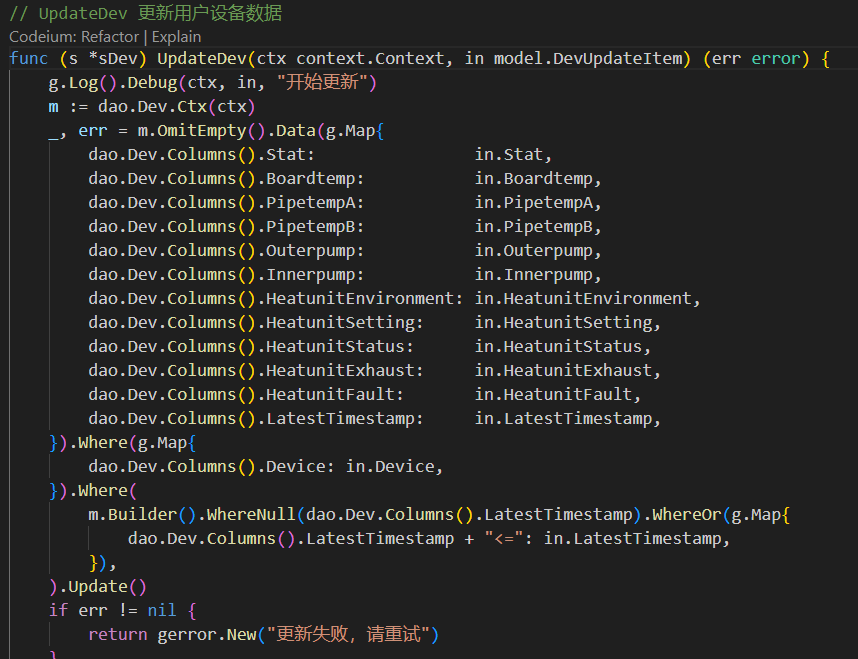 // UpdateDev 更新用户设备数据
Codeium: Refactor | Explain
func (s *sDev) UpdateDev(ctx context.Context, in model.DevUpdateItem) (err error) {
    g.Log().Debug(ctx, in, "开始更新")
    m := dao.Dev.Ctx(ctx)
    _, err = m.OmitEmpty().Data(g.Map{
        dao.Dev.Columns().Stat:                in.Stat,
        dao.Dev.Columns().Boardtemp:           in.Boardtemp,
        dao.Dev.Columns().PipetempA:           in.PipetempA,
        dao.Dev.Columns().PipetempB:           in.PipetempB,
        dao.Dev.Columns().Outerpump:           in.Outerpump,
        dao.Dev.Columns().Innerpump:           in.Innerpump,
        dao.Dev.Columns().HeatunitEnvironment: in.HeatunitEnvironment,
        dao.Dev.Columns().HeatunitSetting:     in.HeatunitSetting,
        dao.Dev.Columns().HeatunitStatus:      in.HeatunitStatus,
        dao.Dev.Columns().HeatunitExhaust:     in.HeatunitExhaust,
        dao.Dev.Columns().HeatunitFault:       in.HeatunitFault,
        dao.Dev.Columns().LatestTimestamp:     in.LatestTimestamp,
    }).Where(g.Map{
        dao.Dev.Columns().Device: in.Device,
    }).Where(
        m.Builder().WhereNull(dao.Dev.Columns().LatestTimestamp).WhereOr(g.Map{
            dao.Dev.Columns().LatestTimestamp + "<=": in.LatestTimestamp,
        }),
    ).Update()
    if err != nil {
        return gerror.New("更新失败，请重试")
    }